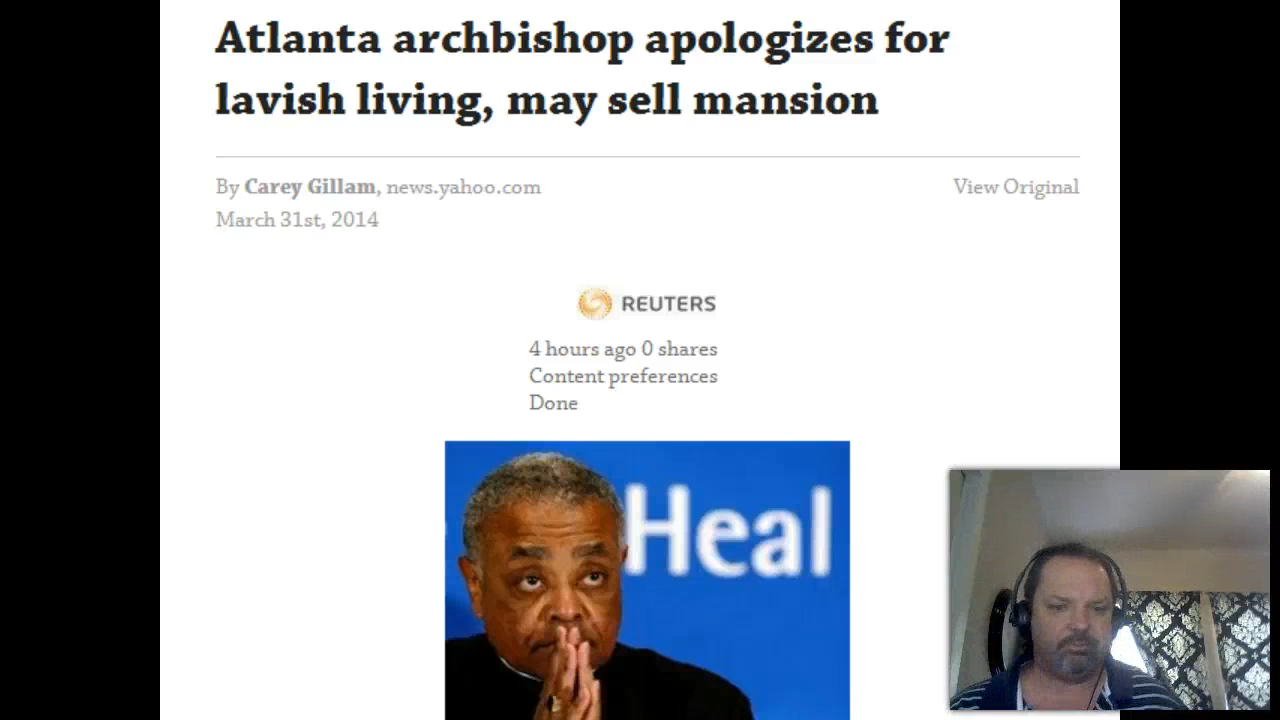 Atlanta archbishop apologizes for
lavish living, may sell mansion
By Carey Gillam, news.yahoo.com
View Original
March 31st, 2014
REUTERS
4 hours ago 0 shares
Content preferences
Done
Heal